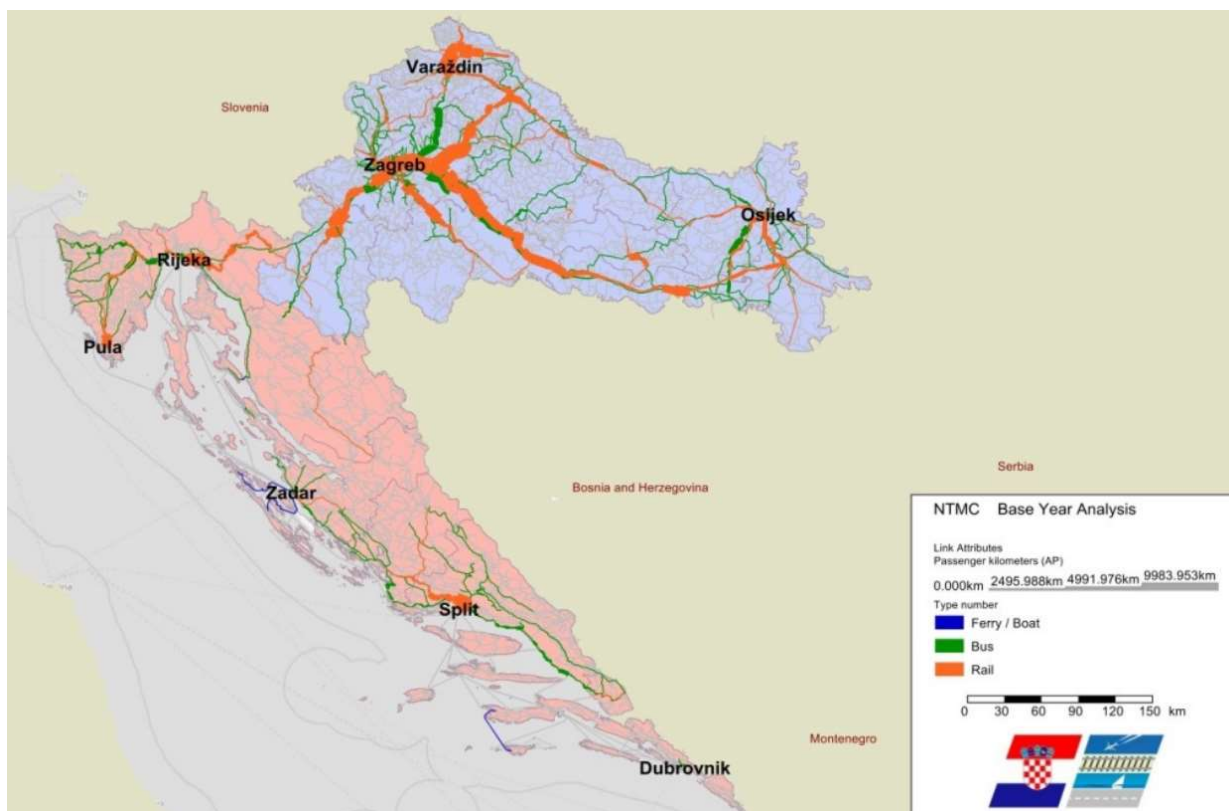 Varaždin
Slovenia
Zagreb
Osijek
Rijeka
Pula
Serbia
Zadar
Bosnia and Herzegovina
NTMC Base Year Analysis
Link Attributes
Passenger kilometers (AP)
0.000km 2495.988km 4991.976km 9983.953km
Type number
Split
Ferry / Boat
Bus
Rail
0 30 60 90 120 150 km
Montenegro
Dubrovnik